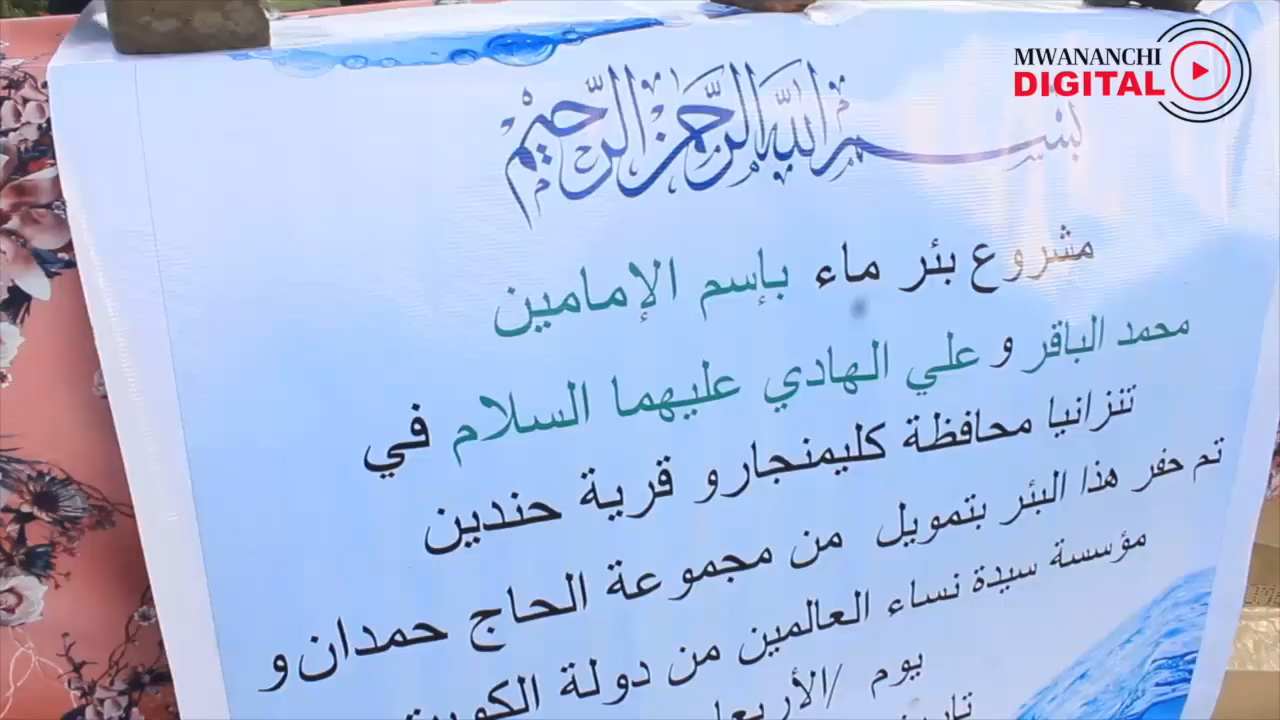 MWANANCHI
DIGITAL
بسم الله الرحمن الرحيم
مشروع بئر ماء بإسم الإمامين
محمد الباقر و علي الهادي عليهما السلام في
تنزانيا محافظة كليمنجارو قرية حندين
تم حفر هذا البئر بتمويل من مجموعة الحاج حمدان و
مؤسسة سيدة نساء العالمين من دولة الكويت
يوم /الأربعاء